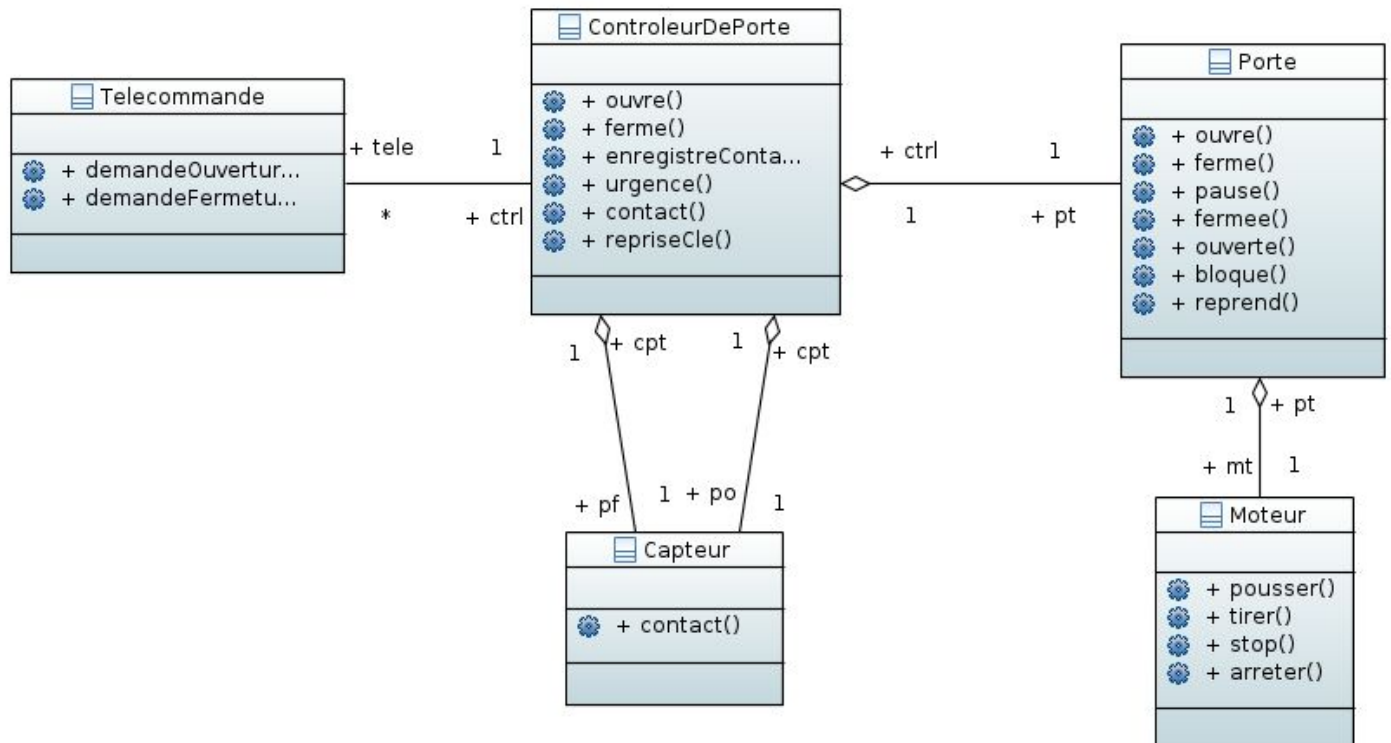 ControleurDePorte
+ ouvre()
+ ferme()
+ enregistreConta...
+ urgence()
+ contact()
+ repriseCle()
Telecommande
+ demandeOuvertur...
+ demandeFermetu...
+ tele
1
*
+ ctrl
Porte
+ ouvre()
+ ferme()
+ pause()
+ fermee()
+ ouverte()
+ bloque()
+ reprend()
+ ctrl
1
1
+ pt
1
+ cpt
1
+ cpt
+ pf
1
+ po
1
Capteur
+ contact()
1
+ pt
+ mt
1
Moteur
+ pousser()
+ tirer()
+ stop()
+ arreter()